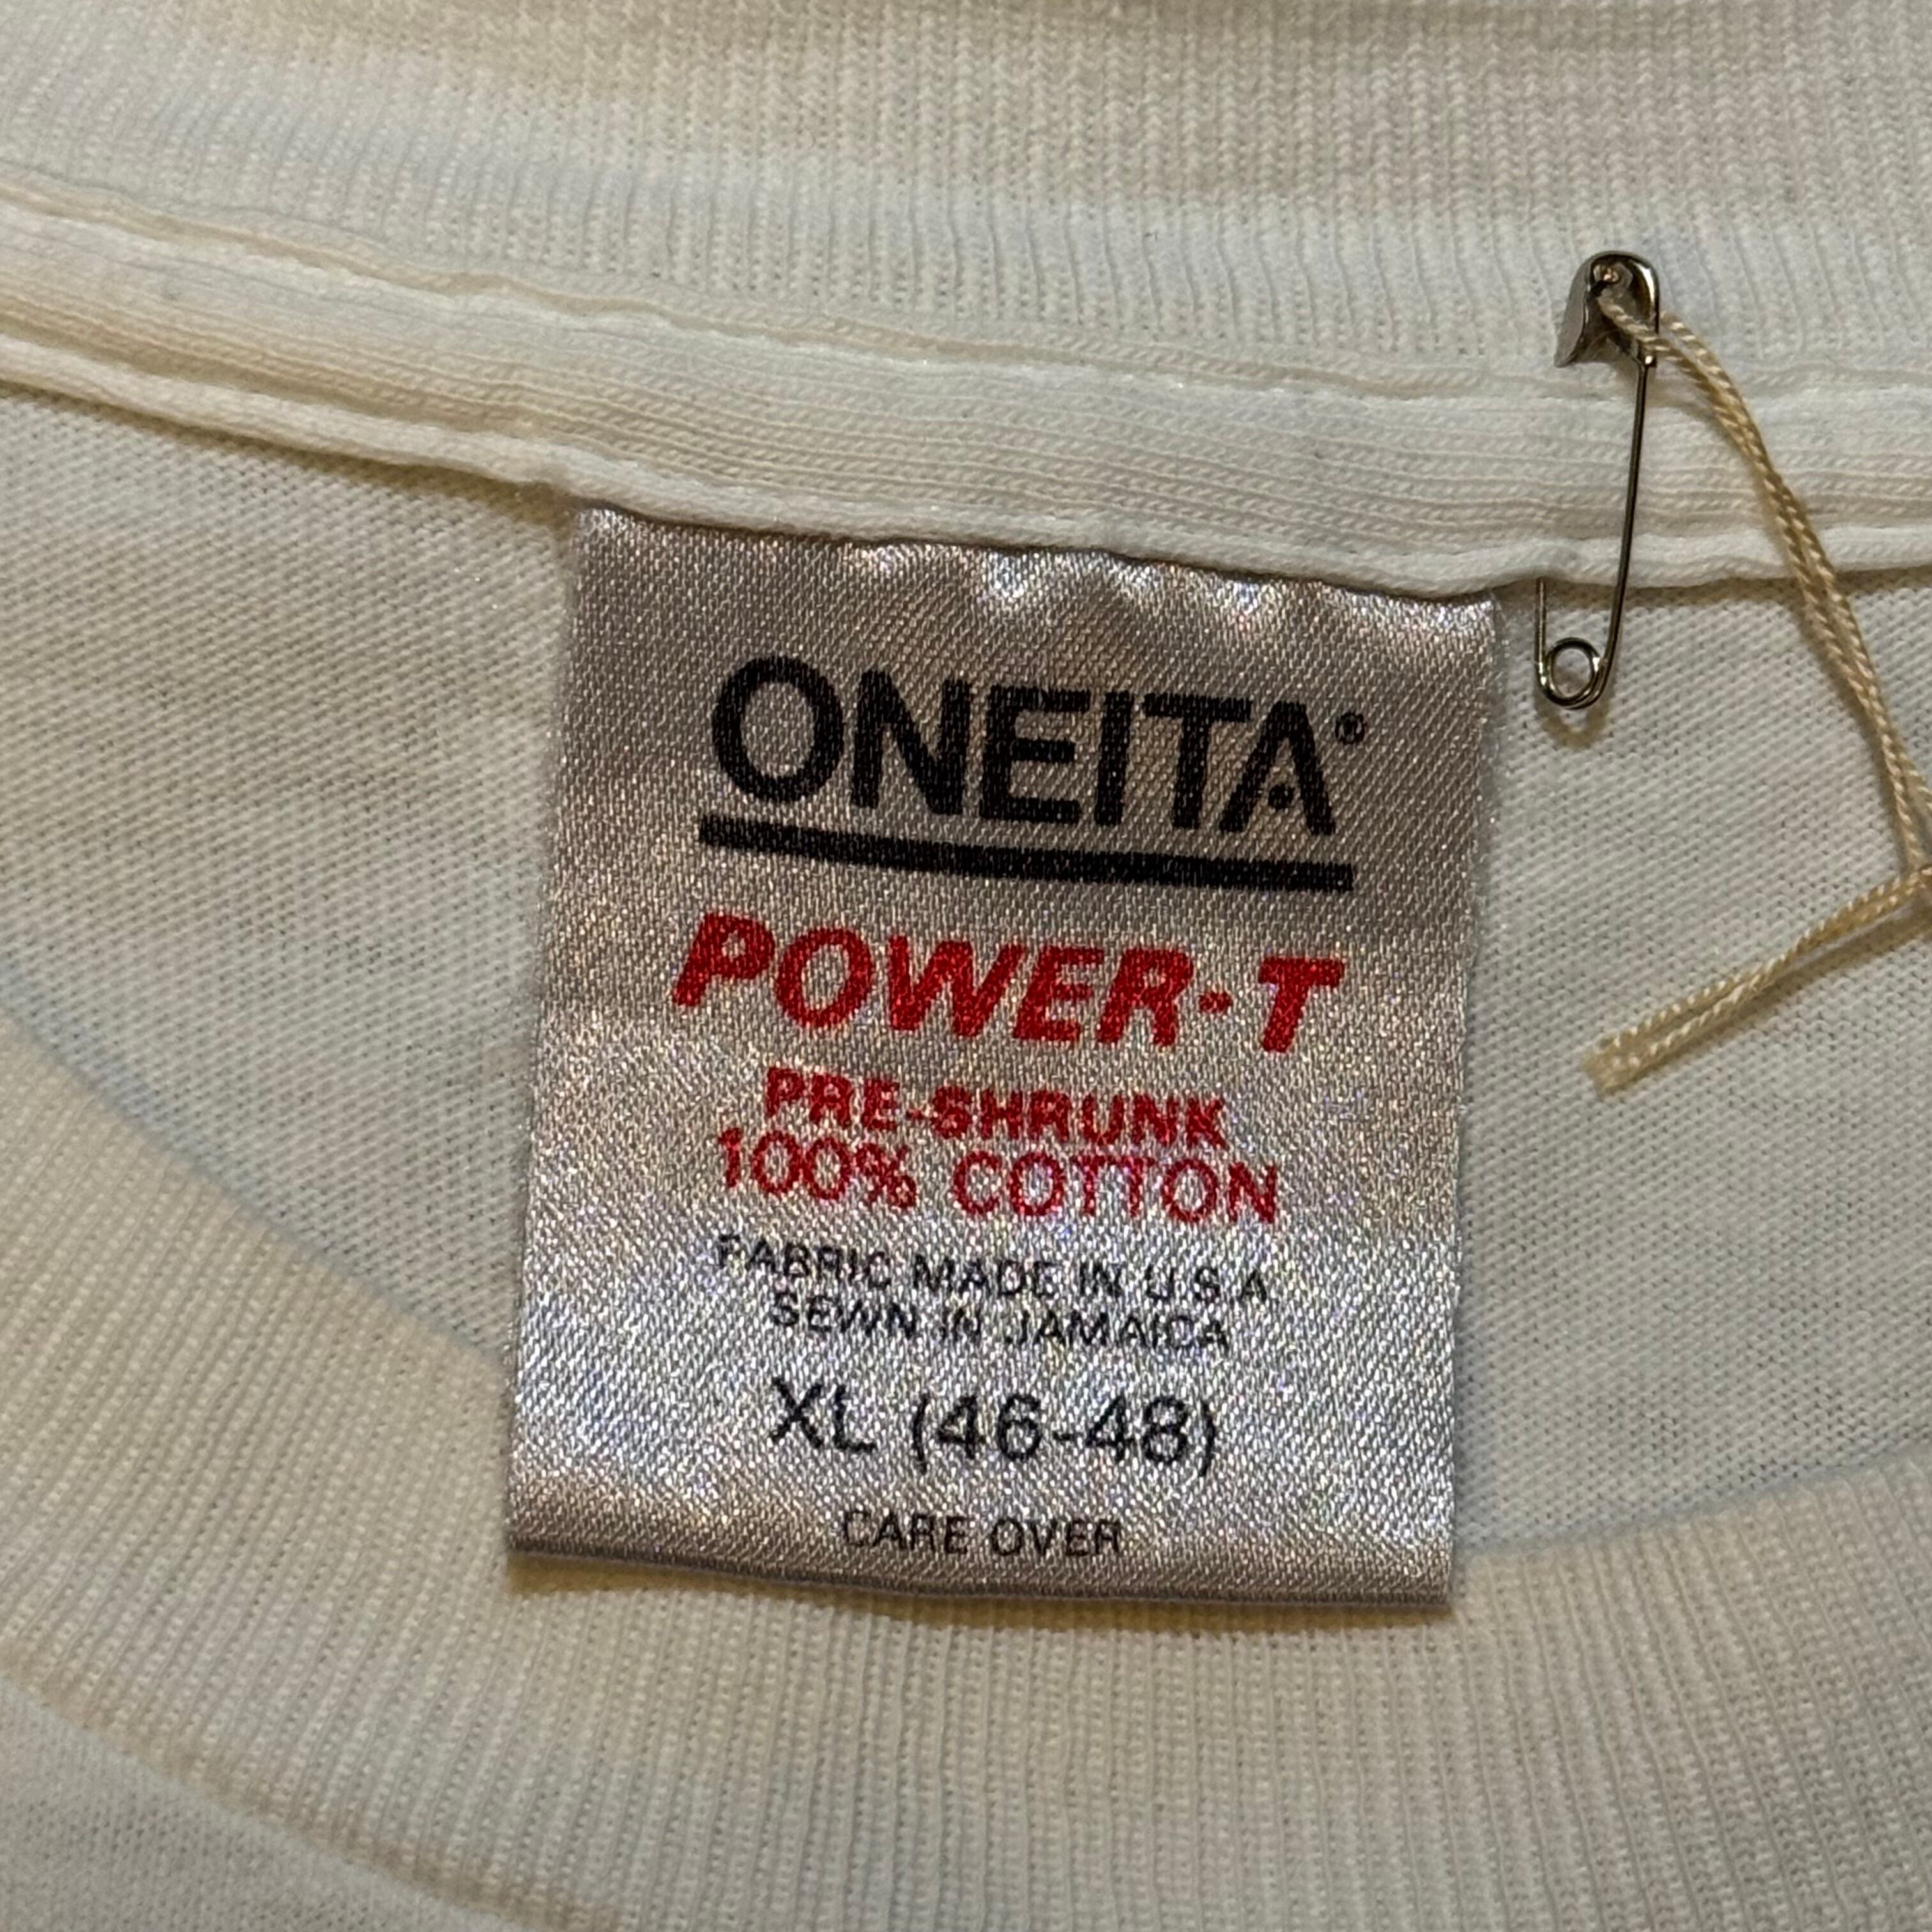 ONEITA®
POWER-T
PRE-SHRUNK
100% COTTON
FABRIC MADE IN U.S.A
SEWN IN JAMAICA
XL (46-48)
CARE OVER